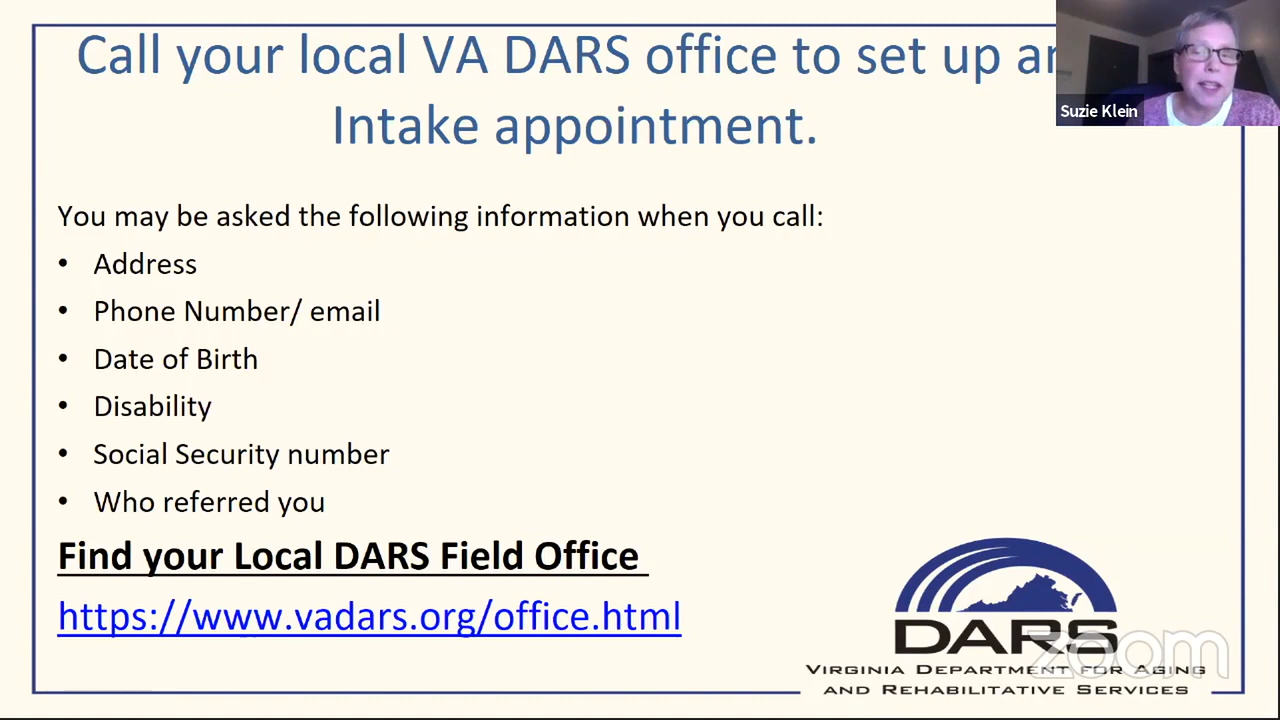 Call your local VA DARS office to set up an
Intake appointment.
Suzie Klein
You may be asked the following information when you call:
• Address
• Phone Number/ email
• Date of Birth
• Disability
• Social Security number
• Who referred you
Find your Local DARS Field Office
https://www.vadars.org/office.html
DARS
zoom
VIRGINIA DEPARTMENT FOR AGING
AND REHABILITATIVE SERVICES